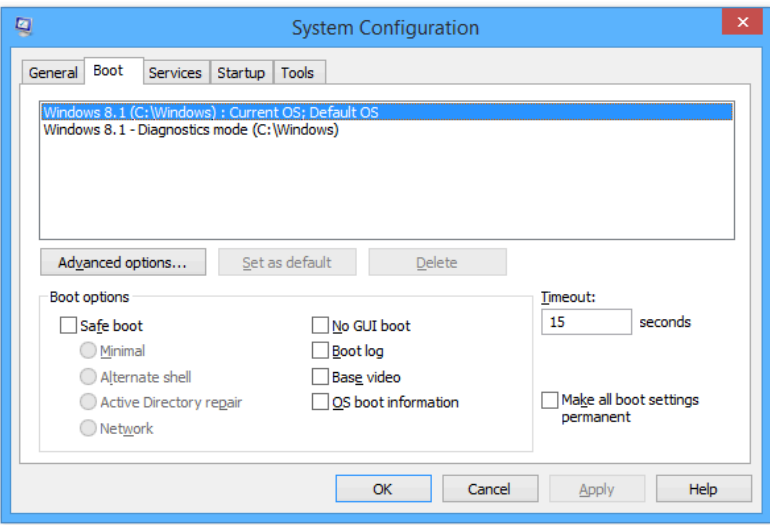 System Configuration
General Boot Services Startup Tools
Windows 8.1 (C:\Windows) : Current OS; Default OS
Windows 8.1 - Diagnostics mode (C:\Windows)
Advanced options... Set as default Delete
Boot options Timeout:
Safe boot No GUI boot 15 seconds
Minimal Boot log
Alternate shell Base video
Active Directory repair OS boot information Make all boot settings
permanent
Network
OK Cancel Apply Help